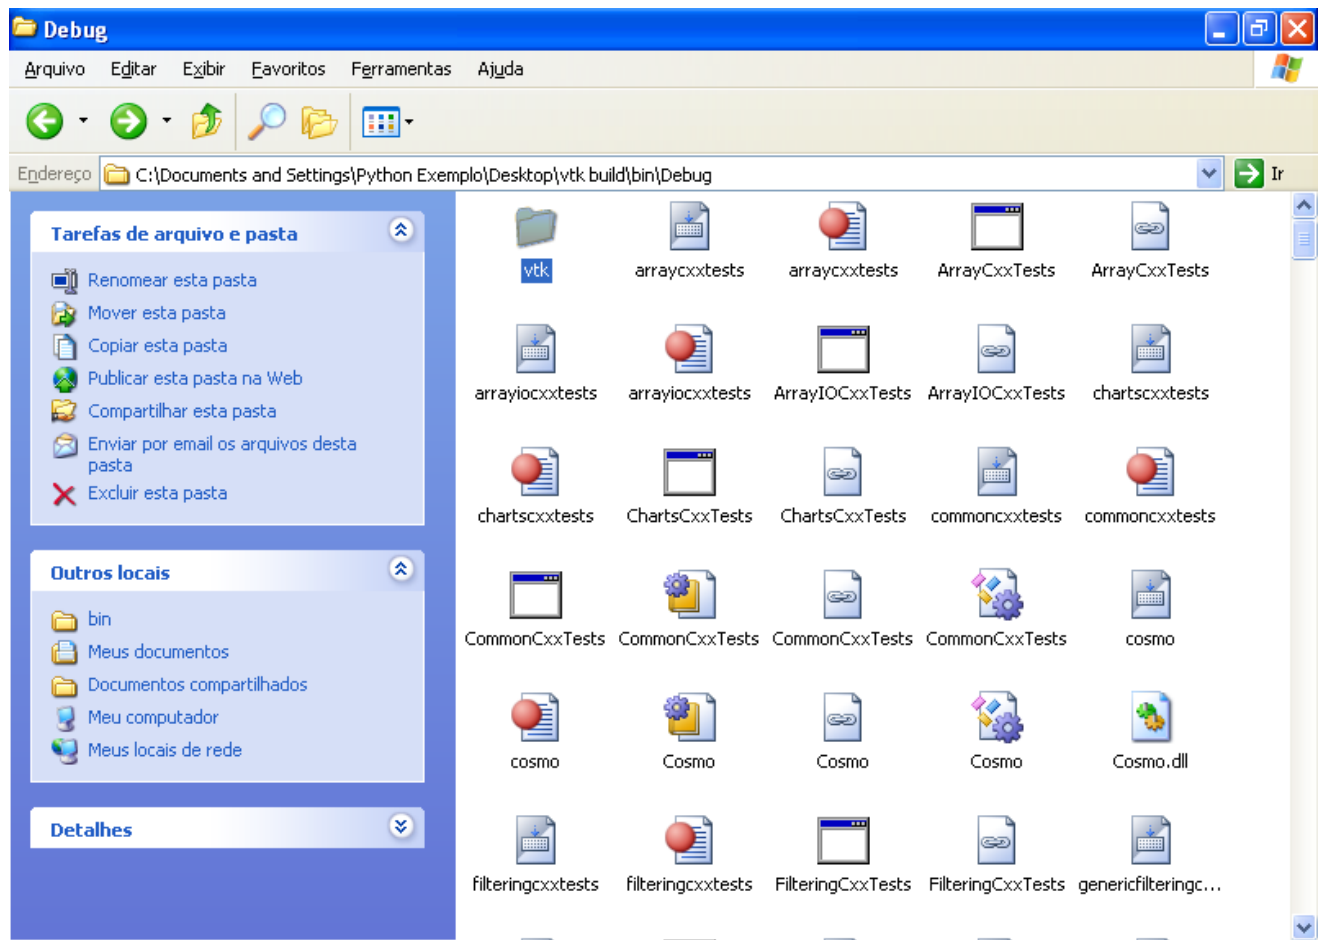 Debug
Arquivo Editar Exibir Favoritos Ferramentas Ajuda
Endereço C:\Documents and Settings\Python Exemplo\Desktop\vtk build\bin\Debug Ir
Tarefas de arquivo e pasta
Renomear esta pasta
Mover esta pasta
Copiar esta pasta
Publicar esta pasta na Web
Compartilhar esta pasta
Enviar por email os arquivos desta
pasta
Excluir esta pasta
Outros locais
bin
Meus documentos
Documentos compartilhados
Meu computador
Meus locais de rede
Detalhes
vtk arraycxxtests arraycxxtests ArrayCxxTests ArrayCxxTests
arrayiocxxtests arrayiocxxtests ArrayIOCxxTests ArrayIOCxxTests chartscxxtests
chartscxxtests ChartsCxxTests ChartsCxxTests commoncxxtests commoncxxtests
CommonCxxTests CommonCxxTests CommonCxxTests CommonCxxTests cosmo
cosmo Cosmo Cosmo Cosmo Cosmo.dll
filteringcxxtests filteringcxxtests FilteringCxxTests FilteringCxxTests genericfilteringc...